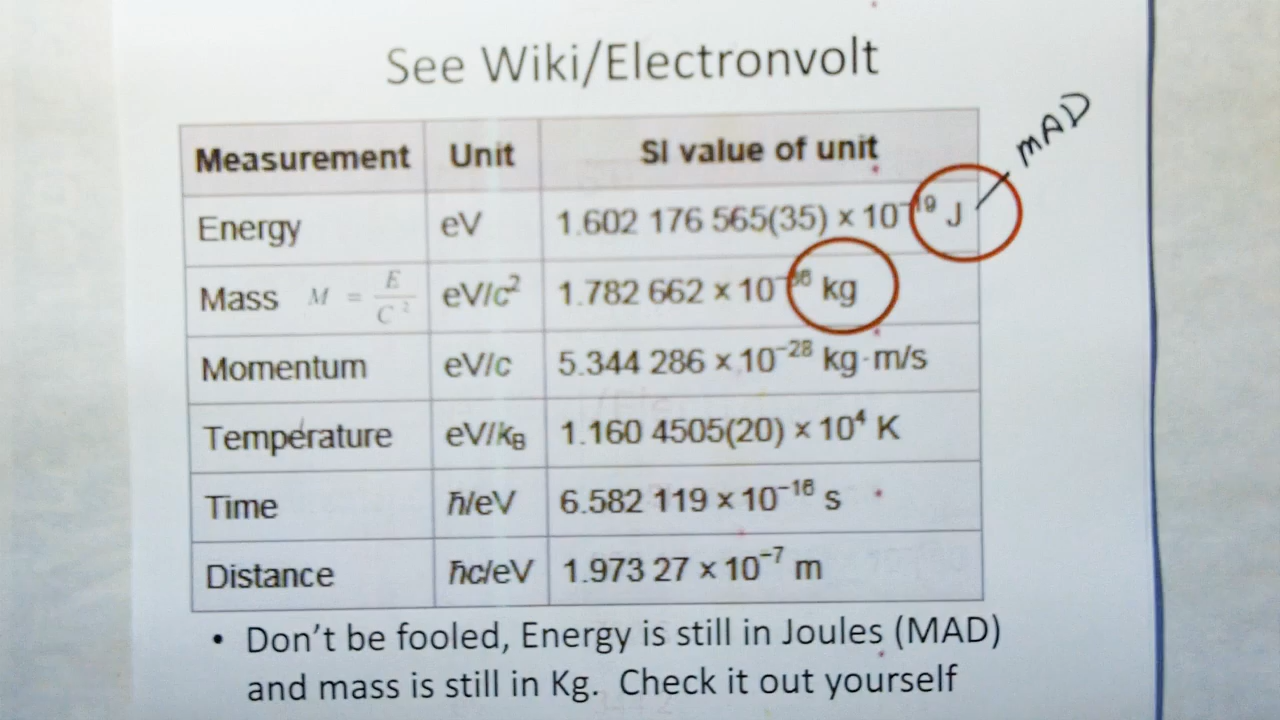 See Wiki/Electronvolt
MAD
Measurement Unit SI value of unit
Energy eV 1.602 176 565(35) × 10⁻¹⁹ J
Mass M = E/C² eV/c² 1.782 662 × 10⁻³⁶ kg
Momentum eV/c 5.344 286 × 10⁻²⁸ kg·m/s
Temperature eV/kB 1.160 4505(20) × 10⁴ K
Time ħ/eV 6.582 119 × 10⁻¹⁶ s
Distance ħc/eV 1.973 27 × 10⁻⁷ m
• Don't be fooled, Energy is still in Joules (MAD)
and mass is still in Kg. Check it out yourself